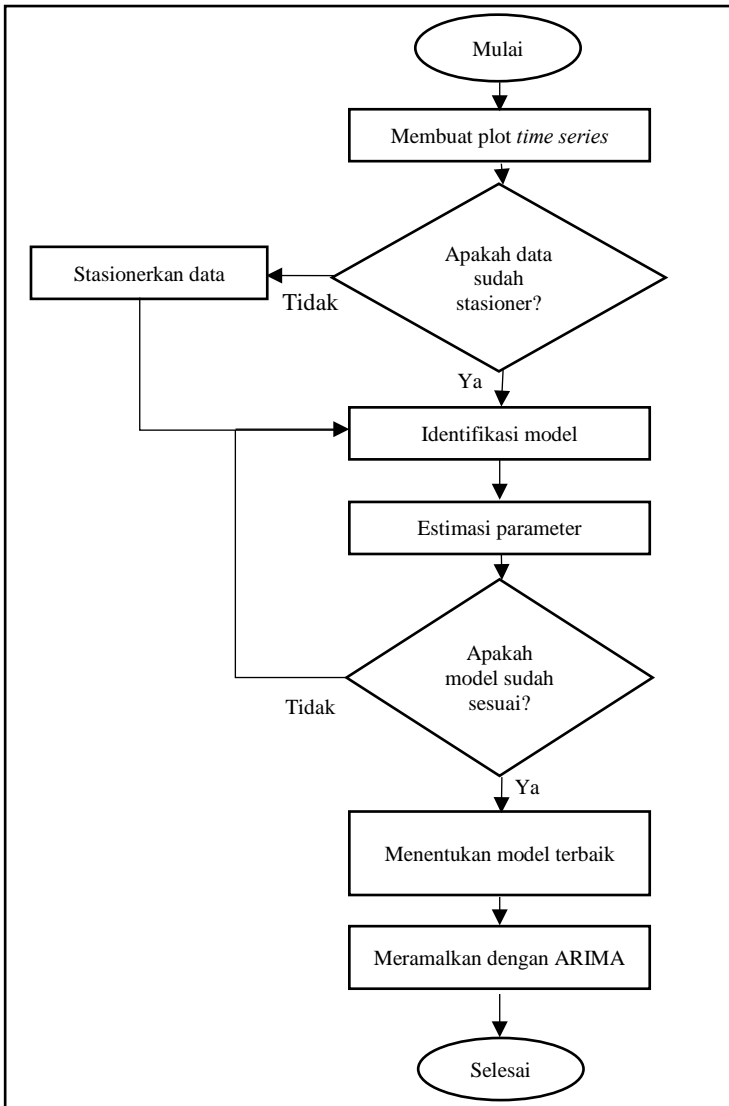 Mulai
Membuat plot time series
Apakah data
sudah
stasioner?
Stasionerkan data
Tidak
Ya
Identifikasi model
Estimasi parameter
Apakah
model sudah
sesuai?
Tidak
Ya
Menentukan model terbaik
Meramalkan dengan ARIMA
Selesai